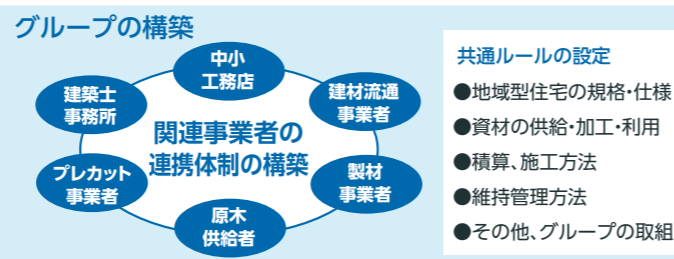 グループの構築
中小
工務店
建築士
事務所
建材流通
事業者
関連事業者の
連携体制の構築
プレカット
事業者
製材
事業者
原木
供給者
共通ルールの設定
●地域型住宅の規格・仕様
●資材の供給・加工・利用
●積算、施工方法
●維持管理方法
●その他、グループの取組